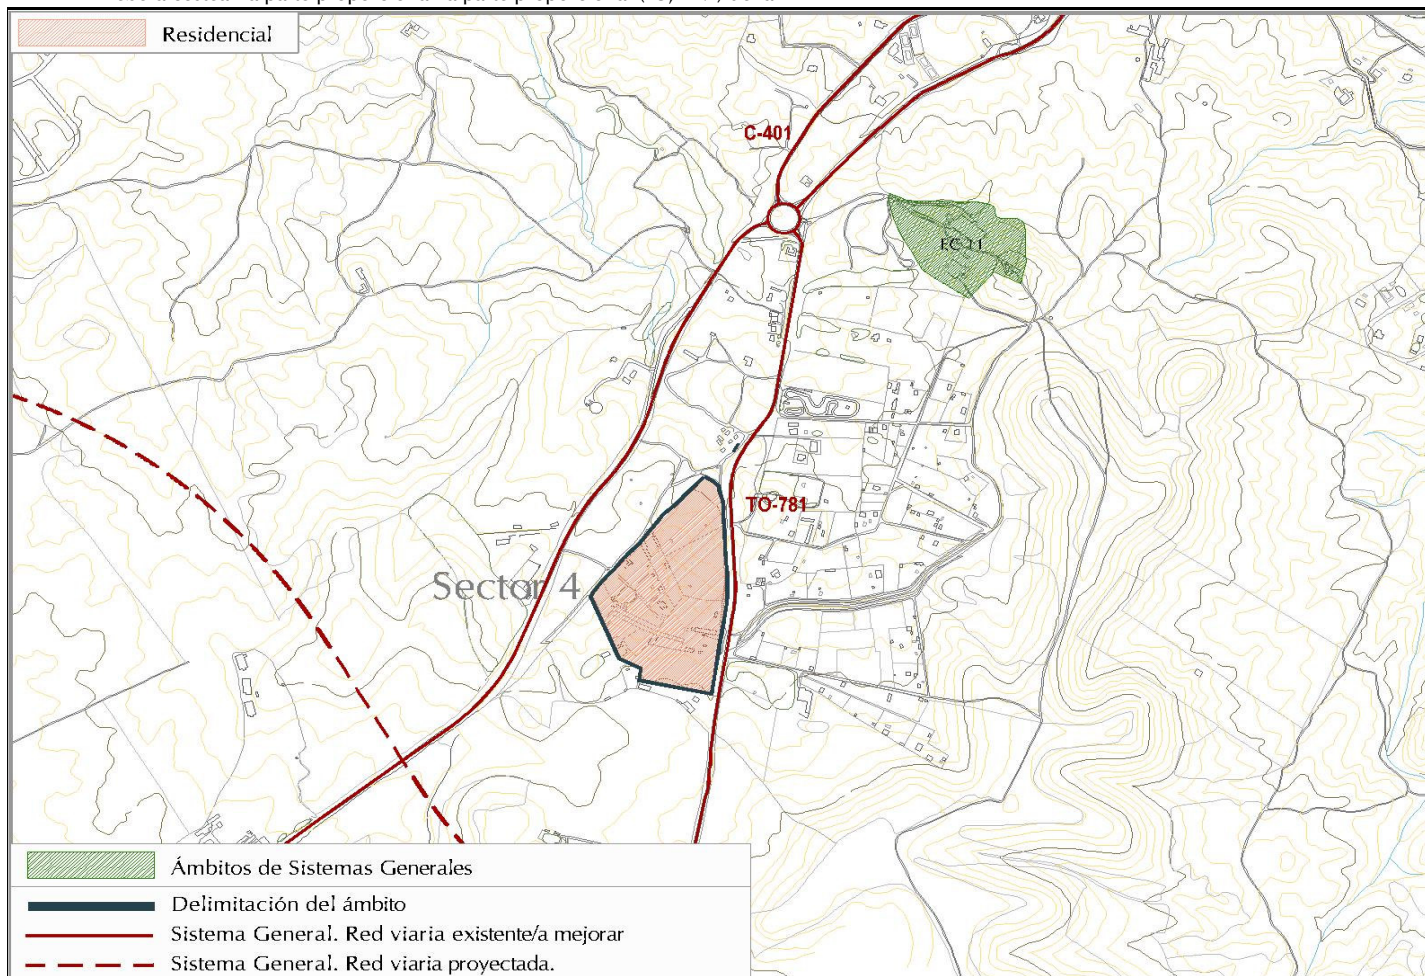 Residencial
C-401
EC 11
TO-781
Sector 4
Ámbitos de Sistemas Generales
Delimitación del ámbito
Sistema General. Red viaria existente/a mejorar
Sistema General. Red viaria proyectada.